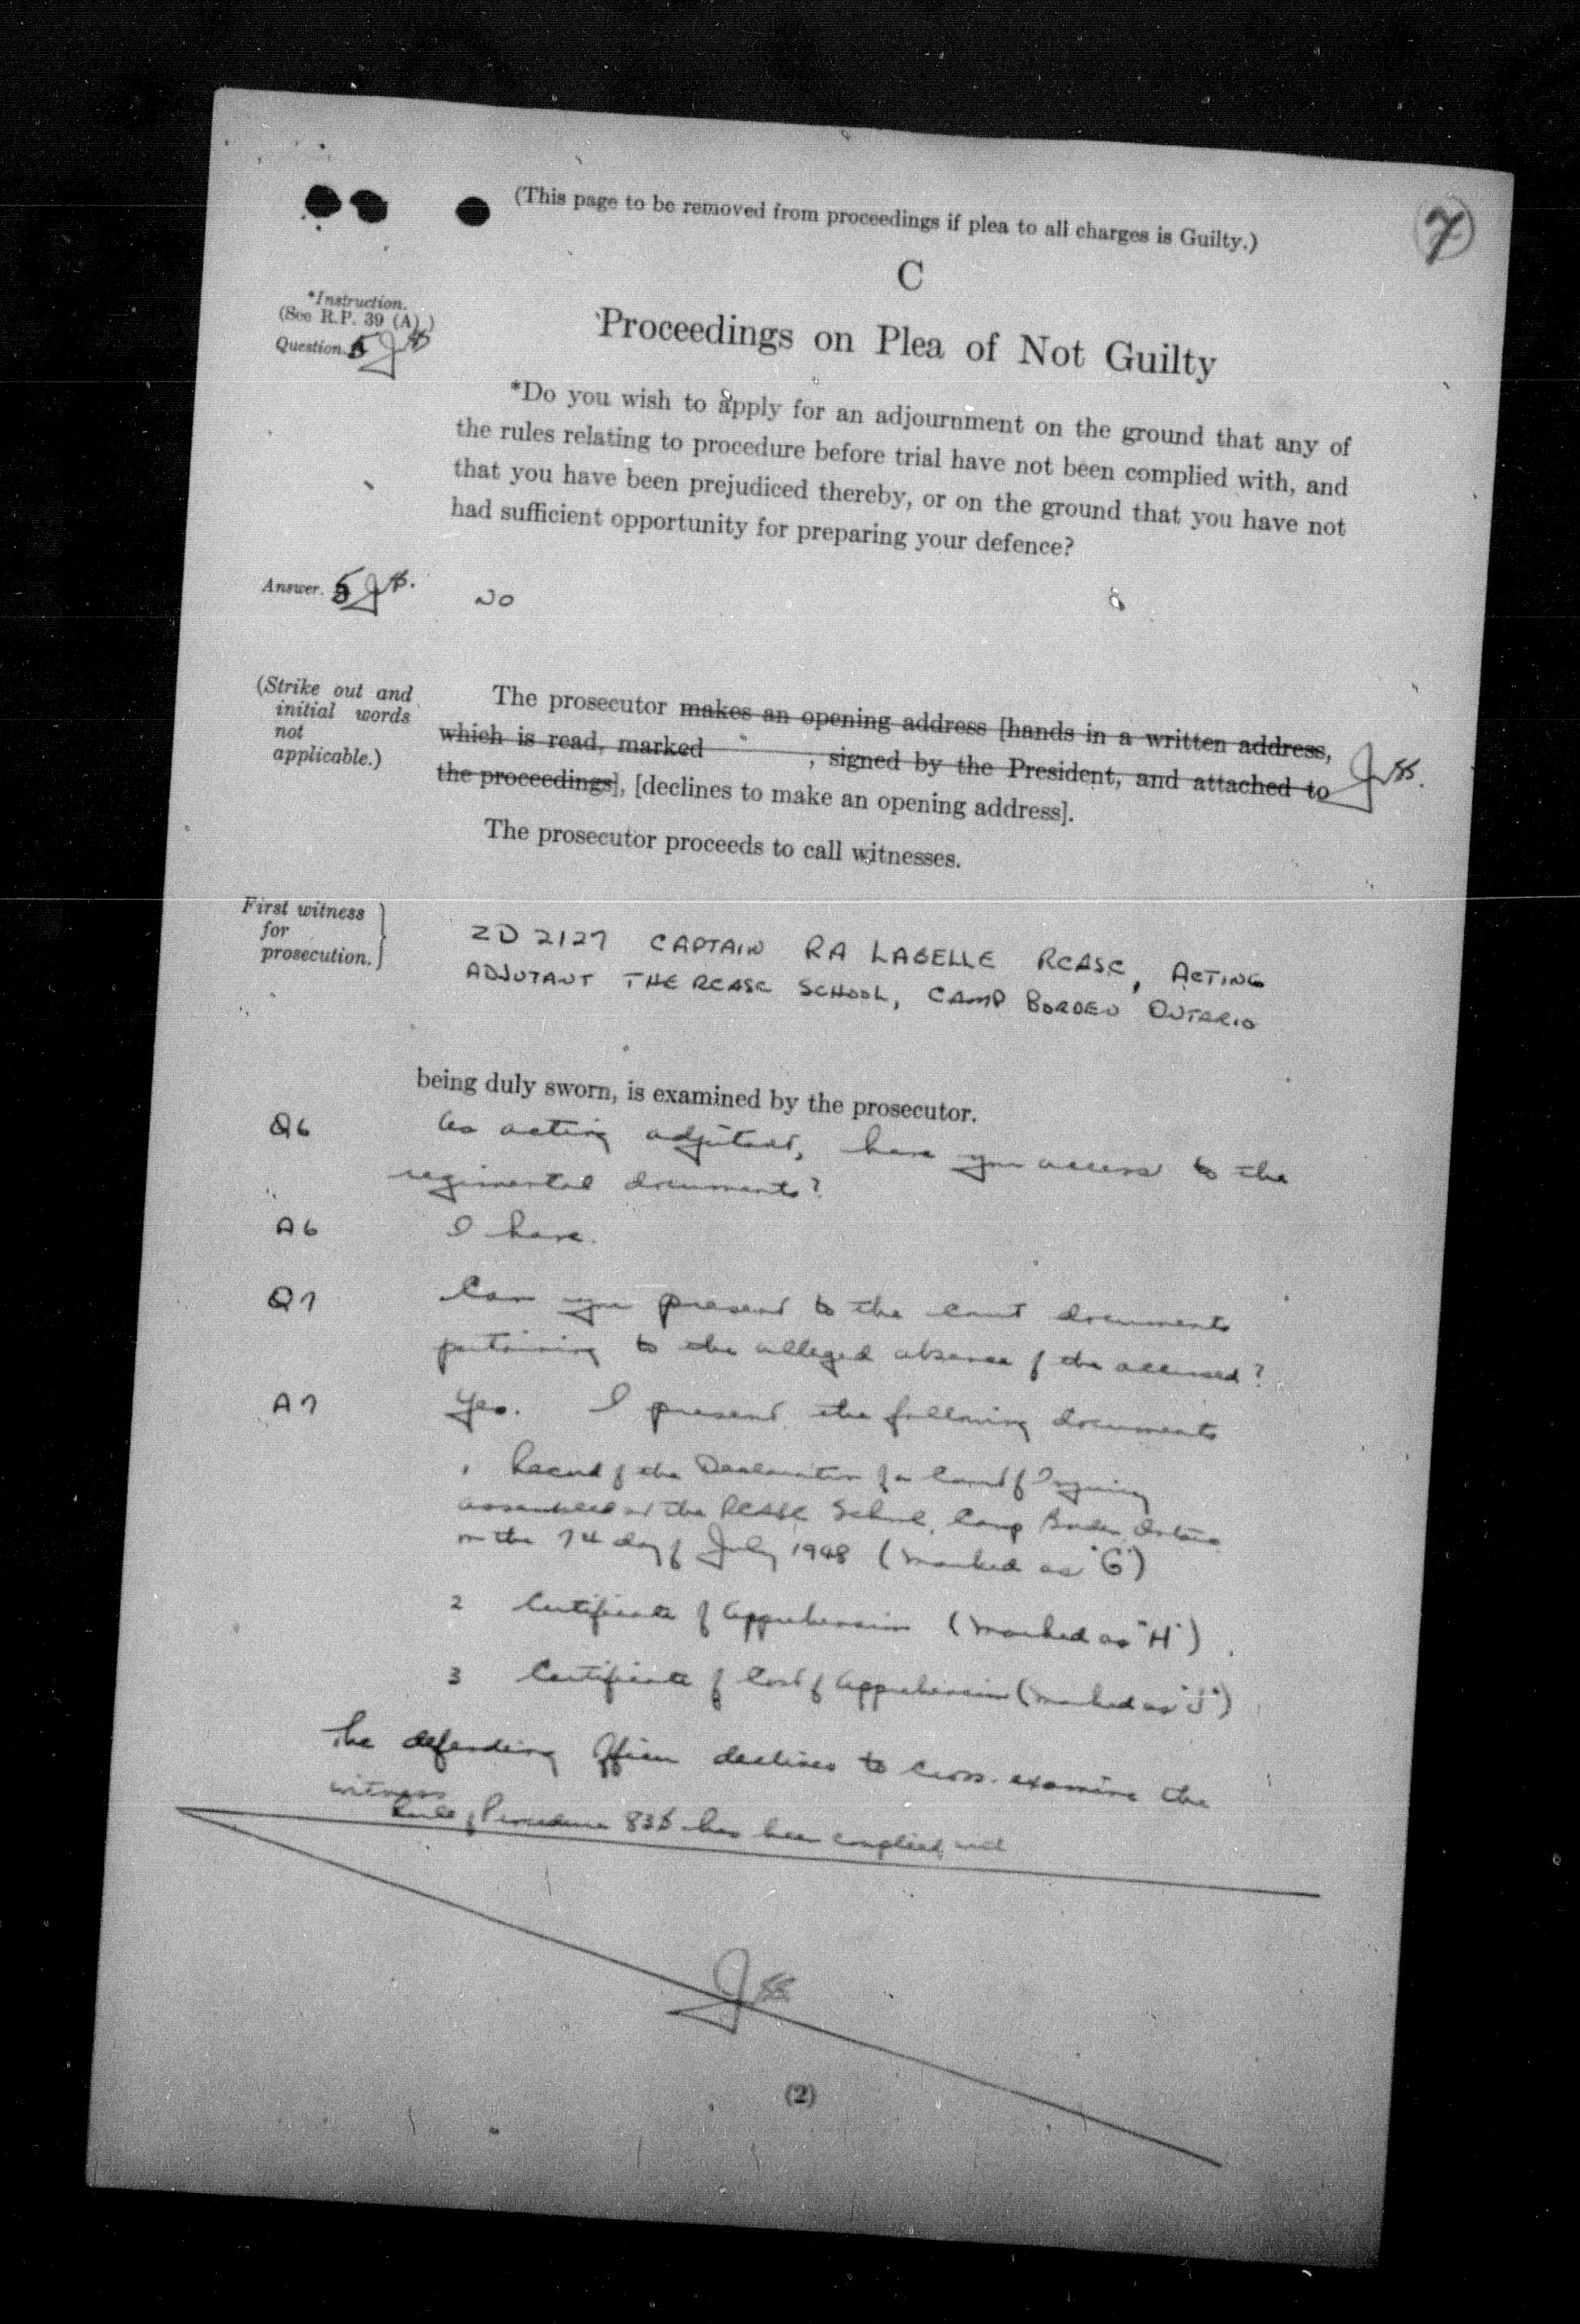 (This page to be removed from proceedings if plea to all charges is Guilty.)
7
C
Proceedings on Plea of Not Guilty
*Instruction.
(See R.P. 39 (A).)
Question. 5
*Do you wish to apply for an adjournment on the ground that any of
the rules relating to procedure before trial have not been complied with, and
that you have been prejudiced thereby, or on the ground that you have not
had sufficient opportunity for preparing your defence?
Answer. 5
NO
(Strike out and
initial words
not
applicable.)
The prosecutor makes an opening address [hands in a written address,
which is read, marked , signed by the President, and attached to
the proceedings], [declines to make an opening address].
The prosecutor proceeds to call witnesses.
First witness
for
prosecution.
ZD 2127 CAPTAIN RA LABELLE RCASC, ACTING
ADJUTANT THE RCASC SCHOOL, CAMP BORDEN ONTARIO
being duly sworn, is examined by the prosecutor.
Q6 As acting adjutant, have you access to the
regimental documents?
A6 I have.
Q7 Can you present to the court documents
pertaining to the alleged absence of the accused?
A7 Yes. I present the following documents
1 Record of the Declaration of a Court of Inquiry
assembled at the RCASC School, Camp Borden Ontario
on the 7th day of July 1948 (marked as "G")
2 Certificate of Apprehension (marked as "H")
3 Certificate of Cost of Apprehension (marked as "J")
The defending officer declines to cross-examine the
witness
Rule of Procedure 83B has been complied with
(2)